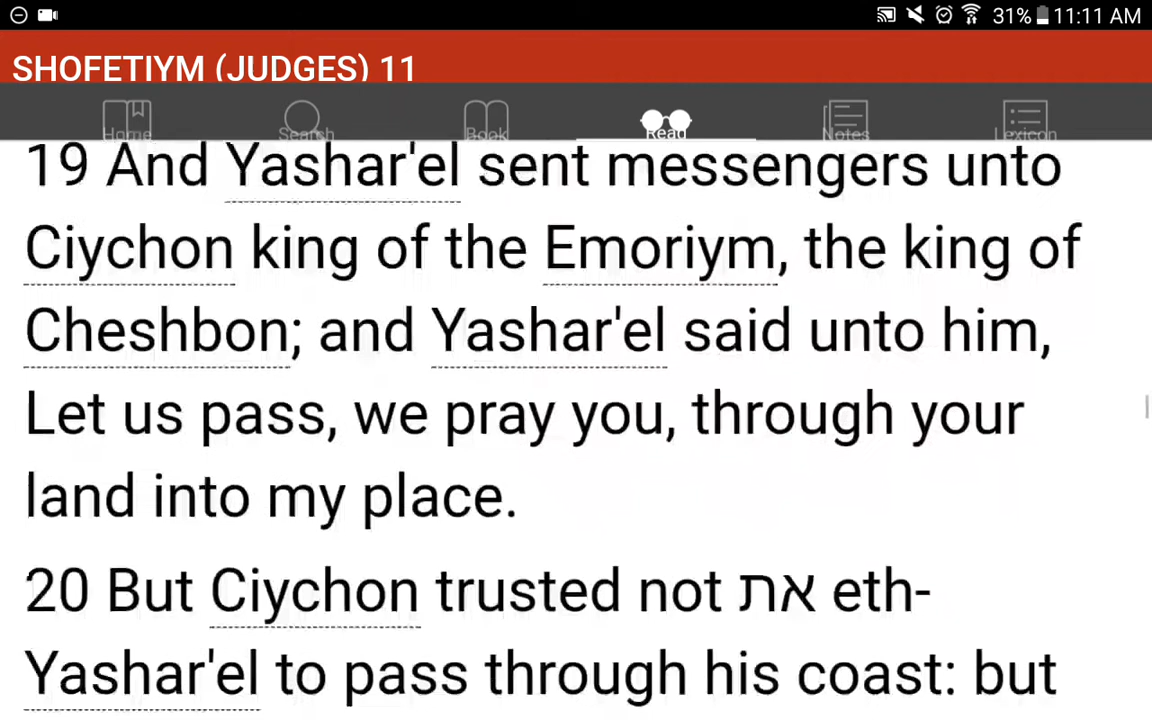 31% 11:11 AM
SHOFETIYM (JUDGES) 11
Home Search Book Read Notes Lexicon
19 And Yashar'el sent messengers unto
Ciychon king of the Emoriym, the king of
Cheshbon; and Yashar'el said unto him,
Let us pass, we pray you, through your
land into my place.
20 But Ciychon trusted not את eth-
Yashar'el to pass through his coast: but